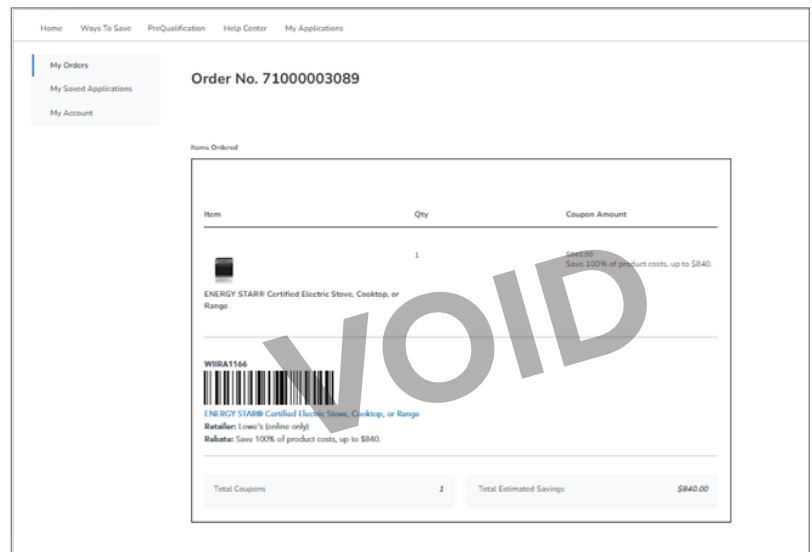 Home Ways To Save PreQualification Help Center My Applications
My Orders
My Saved Applications
My Account
Order No. 71000003089
Items Ordered
Item Qty Coupon Amount
1 $840.00
Save 100% of product costs, up to $840.
ENERGY STAR® Certified Electric Stove, Cooktop, or
Range
VOID
WIIRA1166
ENERGY STAR® Certified Electric Stove, Cooktop, or Range
Retailer: Lowe's (online only)
Rebate: Save 100% of product costs, up to $840.
Total Coupons 1 Total Estimated Savings $840.00